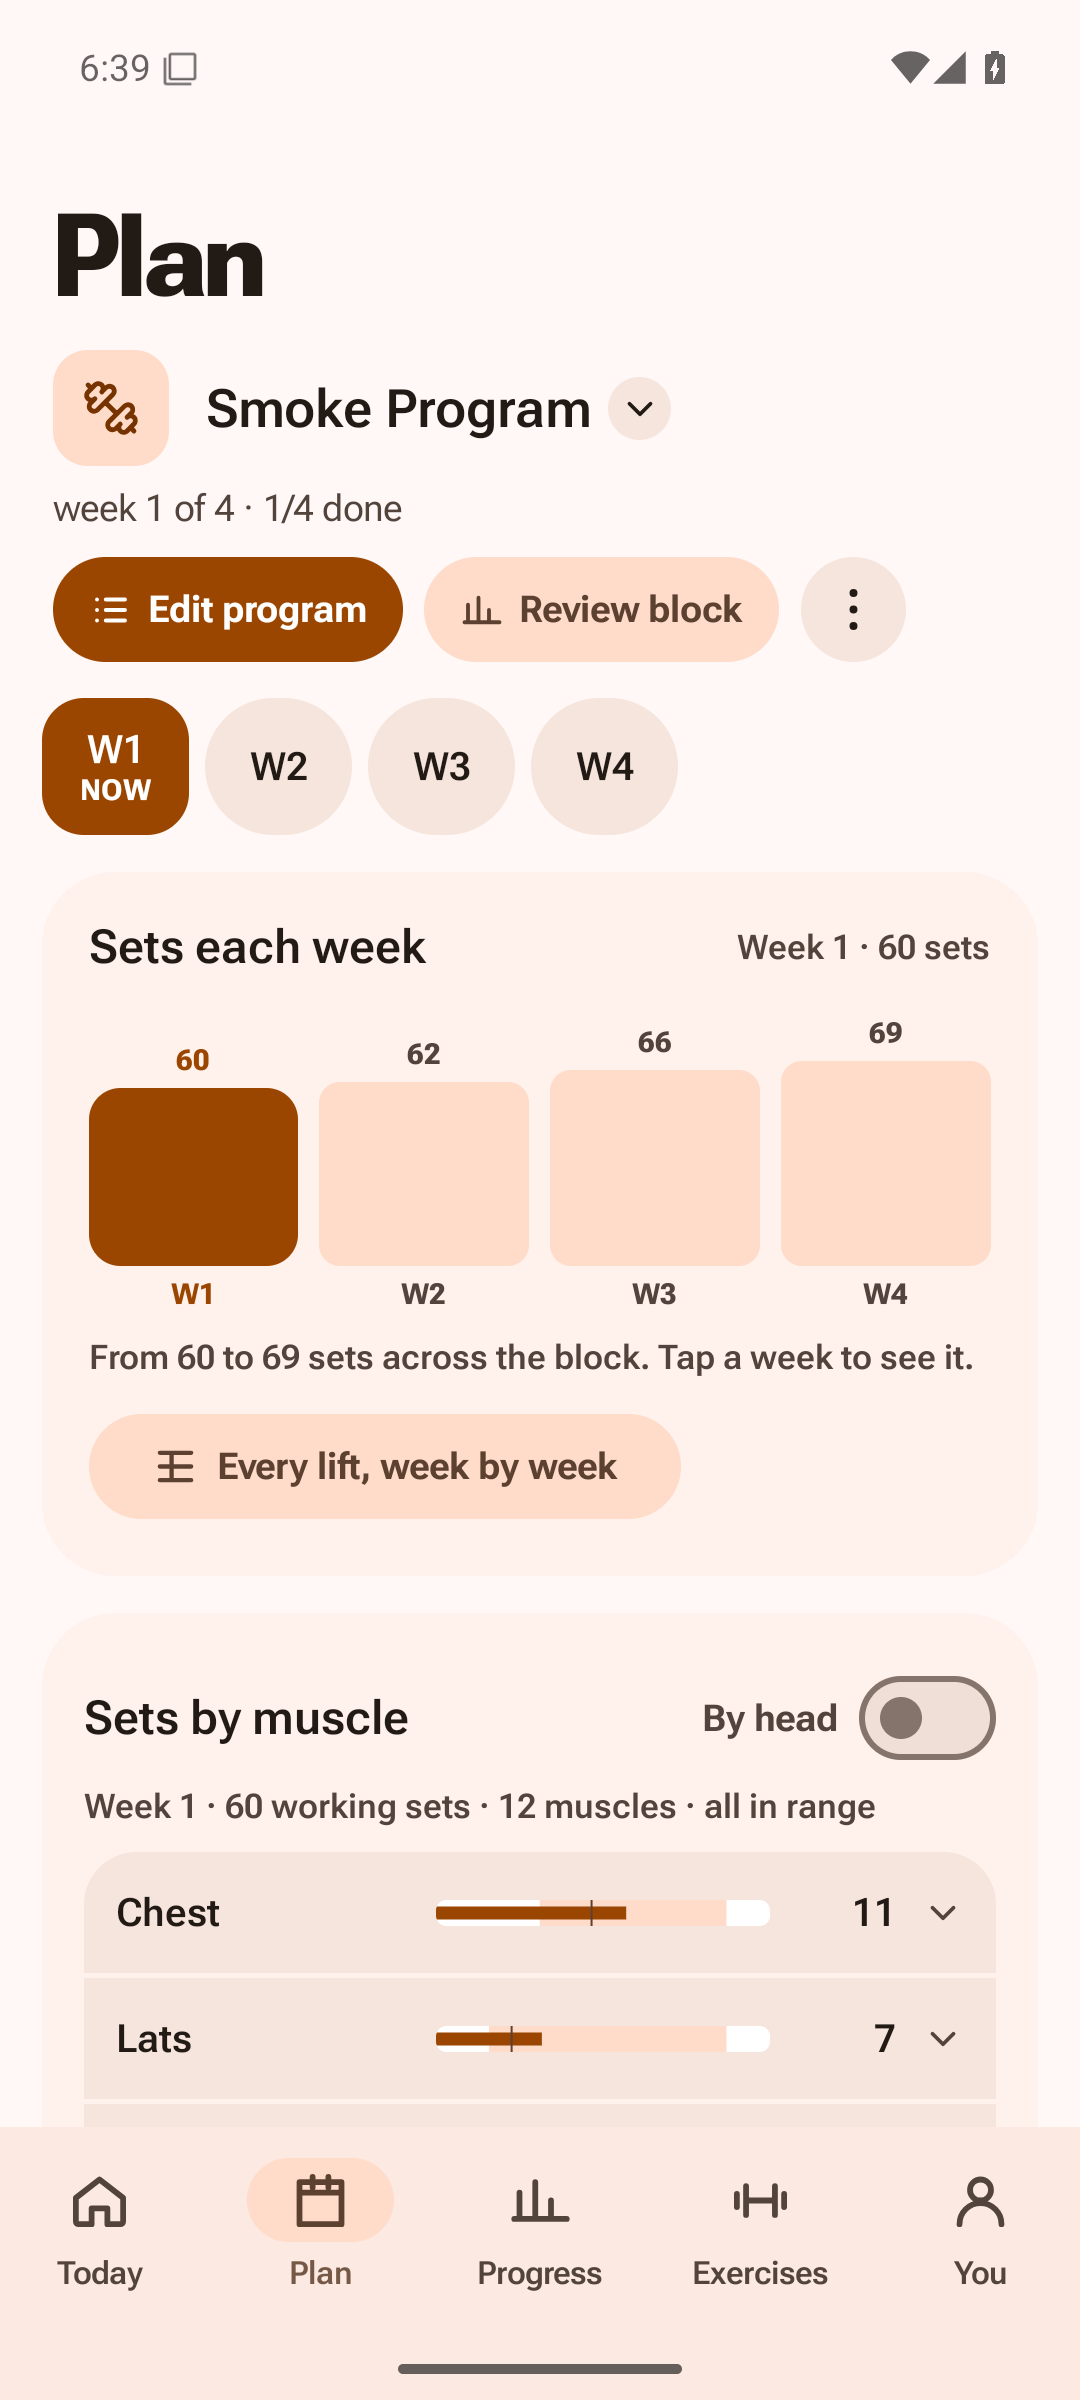 6:39
Plan
Smoke Program
week 1 of 4 · 1/4 done
Edit program
Review block
W1
NOW
W2
W3
W4
Sets each week
Week 1 · 60 sets
60
62
66
69
W1
W2
W3
W4
From 60 to 69 sets across the block. Tap a week to see it.
Every lift, week by week
Sets by muscle
By head
Week 1 · 60 working sets · 12 muscles · all in range
Chest
11
Lats
7
Today
Plan
Progress
Exercises
You